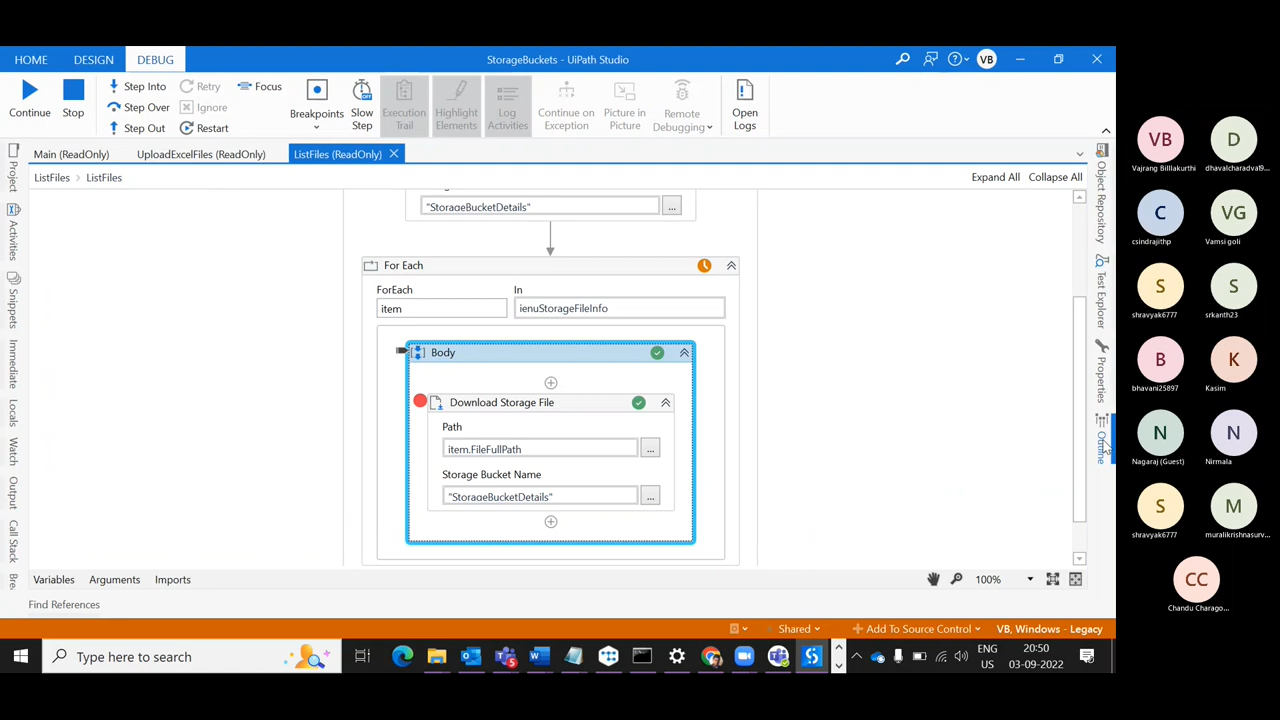 HOME DESIGN DEBUG StorageBuckets - UiPath Studio VB
Continue Stop Step Into Step Over Step Out Retry Ignore Restart Focus Breakpoints Slow Step Execution Trail Highlight Elements Log Activities Continue on Exception Picture in Picture Remote Debugging Open Logs
Main (ReadOnly) UploadExcelFiles (ReadOnly) ListFiles (ReadOnly)
ListFiles > ListFiles Expand All Collapse All
Project
Activities
Snippets
Immediate
Locals
Watch
Output
Call Stack
Bre
"StorageBucketDetails" ...
For Each
ForEach In
item ienuStorageFileInfo
Body
Download Storage File
Path
item.FileFullPath ...
Storage Bucket Name
"StorageBucketDetails" ...
Object Repository
Test Explorer
Properties
Outline
Variables Arguments Imports 100%
Find References
Shared Add To Source Control VB, Windows - Legacy
Type here to search
ENG
US
20:50
03-09-2022
VB D
Vajrang Billlakurthi dhavalcharadva19...
C VG
csindrajithp Vamsi goli
S S
shravyak6777 srkanth23
B K
bhavani25897 Kasim
N N
Nagaraj (Guest) Nirmala
S M
shravyak6777 muralikrishnasurv...
CC
Chandu Charago...